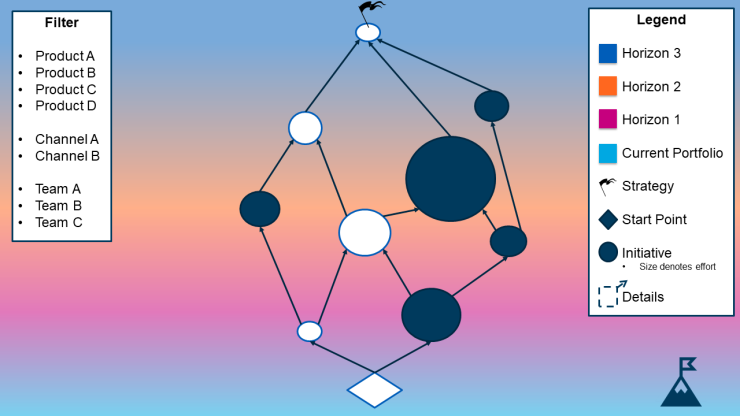 Filter
• Product A
• Product B
• Product C
• Product D
• Channel A
• Channel B
• Team A
• Team B
• Team C
Legend
Horizon 3
Horizon 2
Horizon 1
Current Portfolio
Strategy
Start Point
Initiative
• Size denotes effort
Details